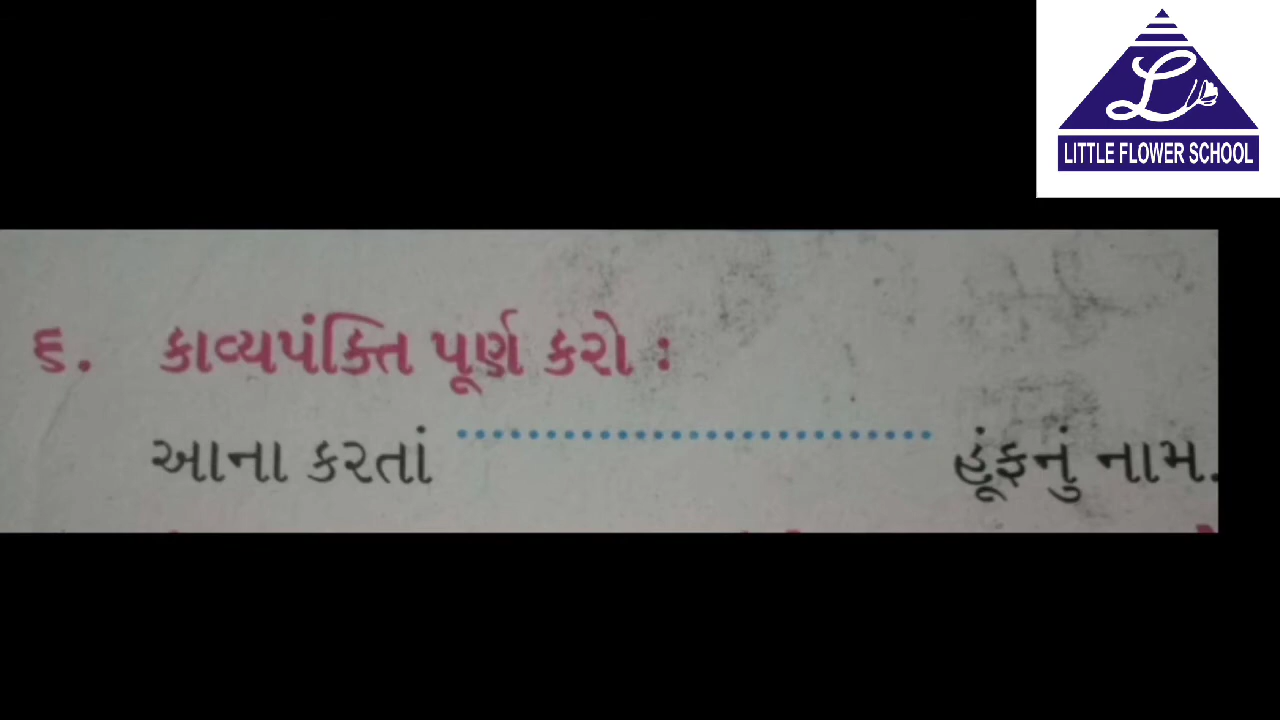 LITTLE FLOWER SCHOOL
૬. કાવ્યપંક્તિ પૂર્ણ કરો :
આના કરતાં ........................... હૂંફનું નામ.